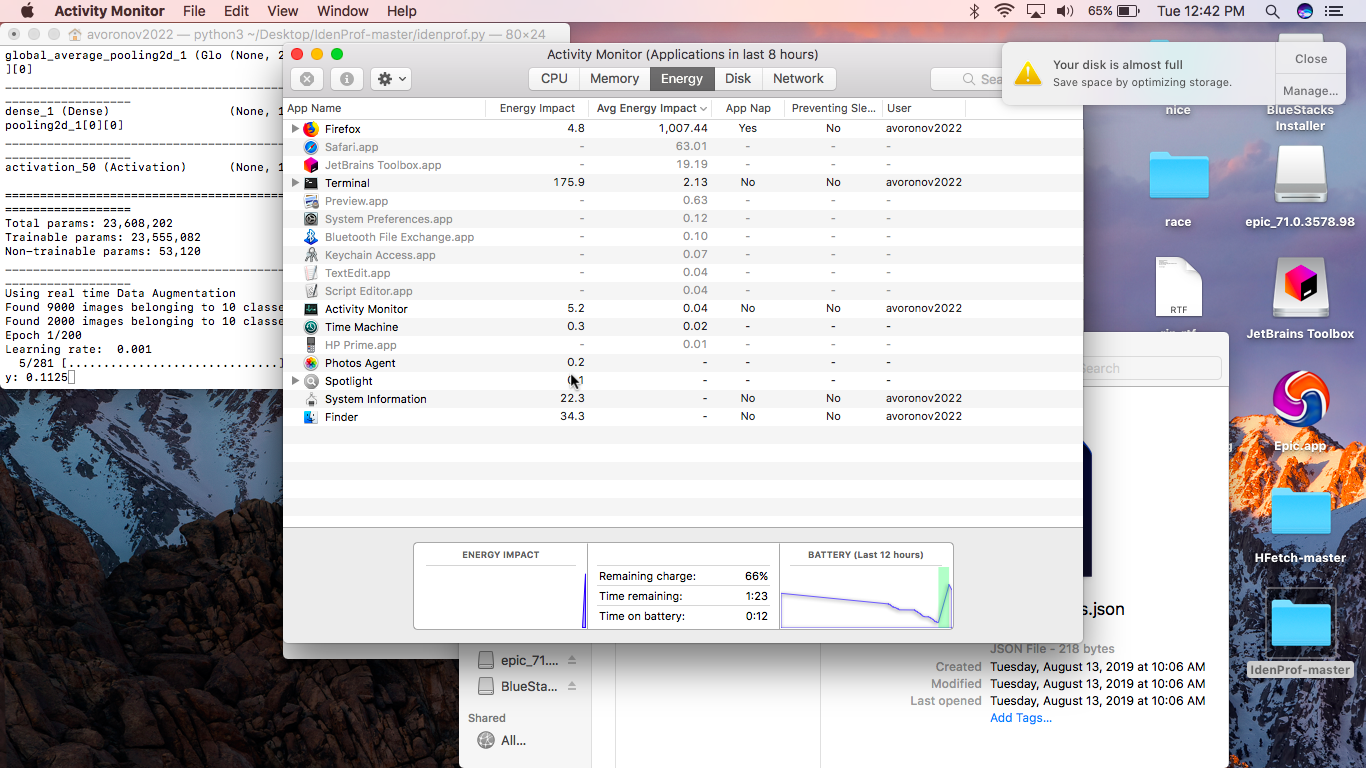 Activity Monitor File Edit View Window Help
65% Tue 12:42 PM
avoronov2022 — python3 ~/Desktop/IdenProf-master/idenprof.py — 80×24
global_average_pooling2d_1 (Glo (None, 2
][0]
dense_1 (Dense) (None, 1
pooling2d_1[0][0]
activation_50 (Activation) (None, 1
Total params: 23,608,202
Trainable params: 23,555,082
Non-trainable params: 53,120
Using real time Data Augmentation
Found 9000 images belonging to 10 classe
Found 2000 images belonging to 10 classe
Epoch 1/200
Learning rate: 0.001
5/281 [..............................]
y: 0.1125
Activity Monitor (Applications in last 8 hours)
CPU Memory Energy Disk Network
Sea
App Name Energy Impact Avg Energy Impact App Nap Preventing Sle... User
Firefox 4.8 1,007.44 Yes No avoronov2022
Safari.app - 63.01 - - -
JetBrains Toolbox.app - 19.19 - - -
Terminal 175.9 2.13 No No avoronov2022
Preview.app - 0.63 - - -
System Preferences.app - 0.12 - - -
Bluetooth File Exchange.app - 0.10 - - -
Keychain Access.app - 0.07 - - -
TextEdit.app - 0.04 - - -
Script Editor.app - 0.04 - - -
Activity Monitor 5.2 0.04 No No avoronov2022
Time Machine 0.3 0.02 - - -
HP Prime.app - 0.01 - - -
Photos Agent 0.2 - - - -
Spotlight - - - -
System Information 22.3 - No No avoronov2022
Finder 34.3 - No No avoronov2022
ENERGY IMPACT
Remaining charge: 66%
Time remaining: 1:23
Time on battery: 0:12
BATTERY (Last 12 hours)
Your disk is almost full
Save space by optimizing storage.
Close
Manage...
nice
BlueStacks
Installer
race
epic_71.0.3578.98
RTF
JetBrains Toolbox
Search
Epic.app
HFetch-master
IdenProf-master
s.json
JSON File - 218 bytes
Created Tuesday, August 13, 2019 at 10:06 AM
Modified Tuesday, August 13, 2019 at 10:06 AM
Last opened Tuesday, August 13, 2019 at 10:06 AM
Add Tags...
epic_71....
BlueSta...
Shared
All...